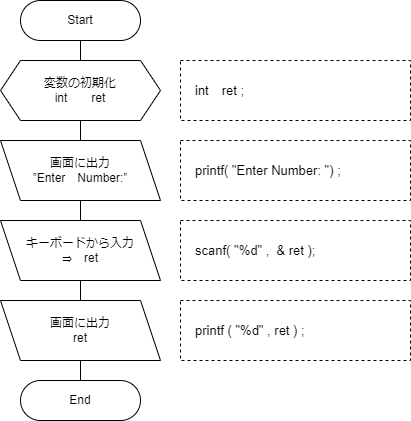 Start
変数の初期化
int　　ret
int　ret ;
画面に出力
”Enter　Number:”
printf( "Enter Number: ") ;
キーボードから入力
⇒　ret
scanf( "%d" ,  & ret );
画面に出力
ret
printf ( "%d" , ret ) ;
End